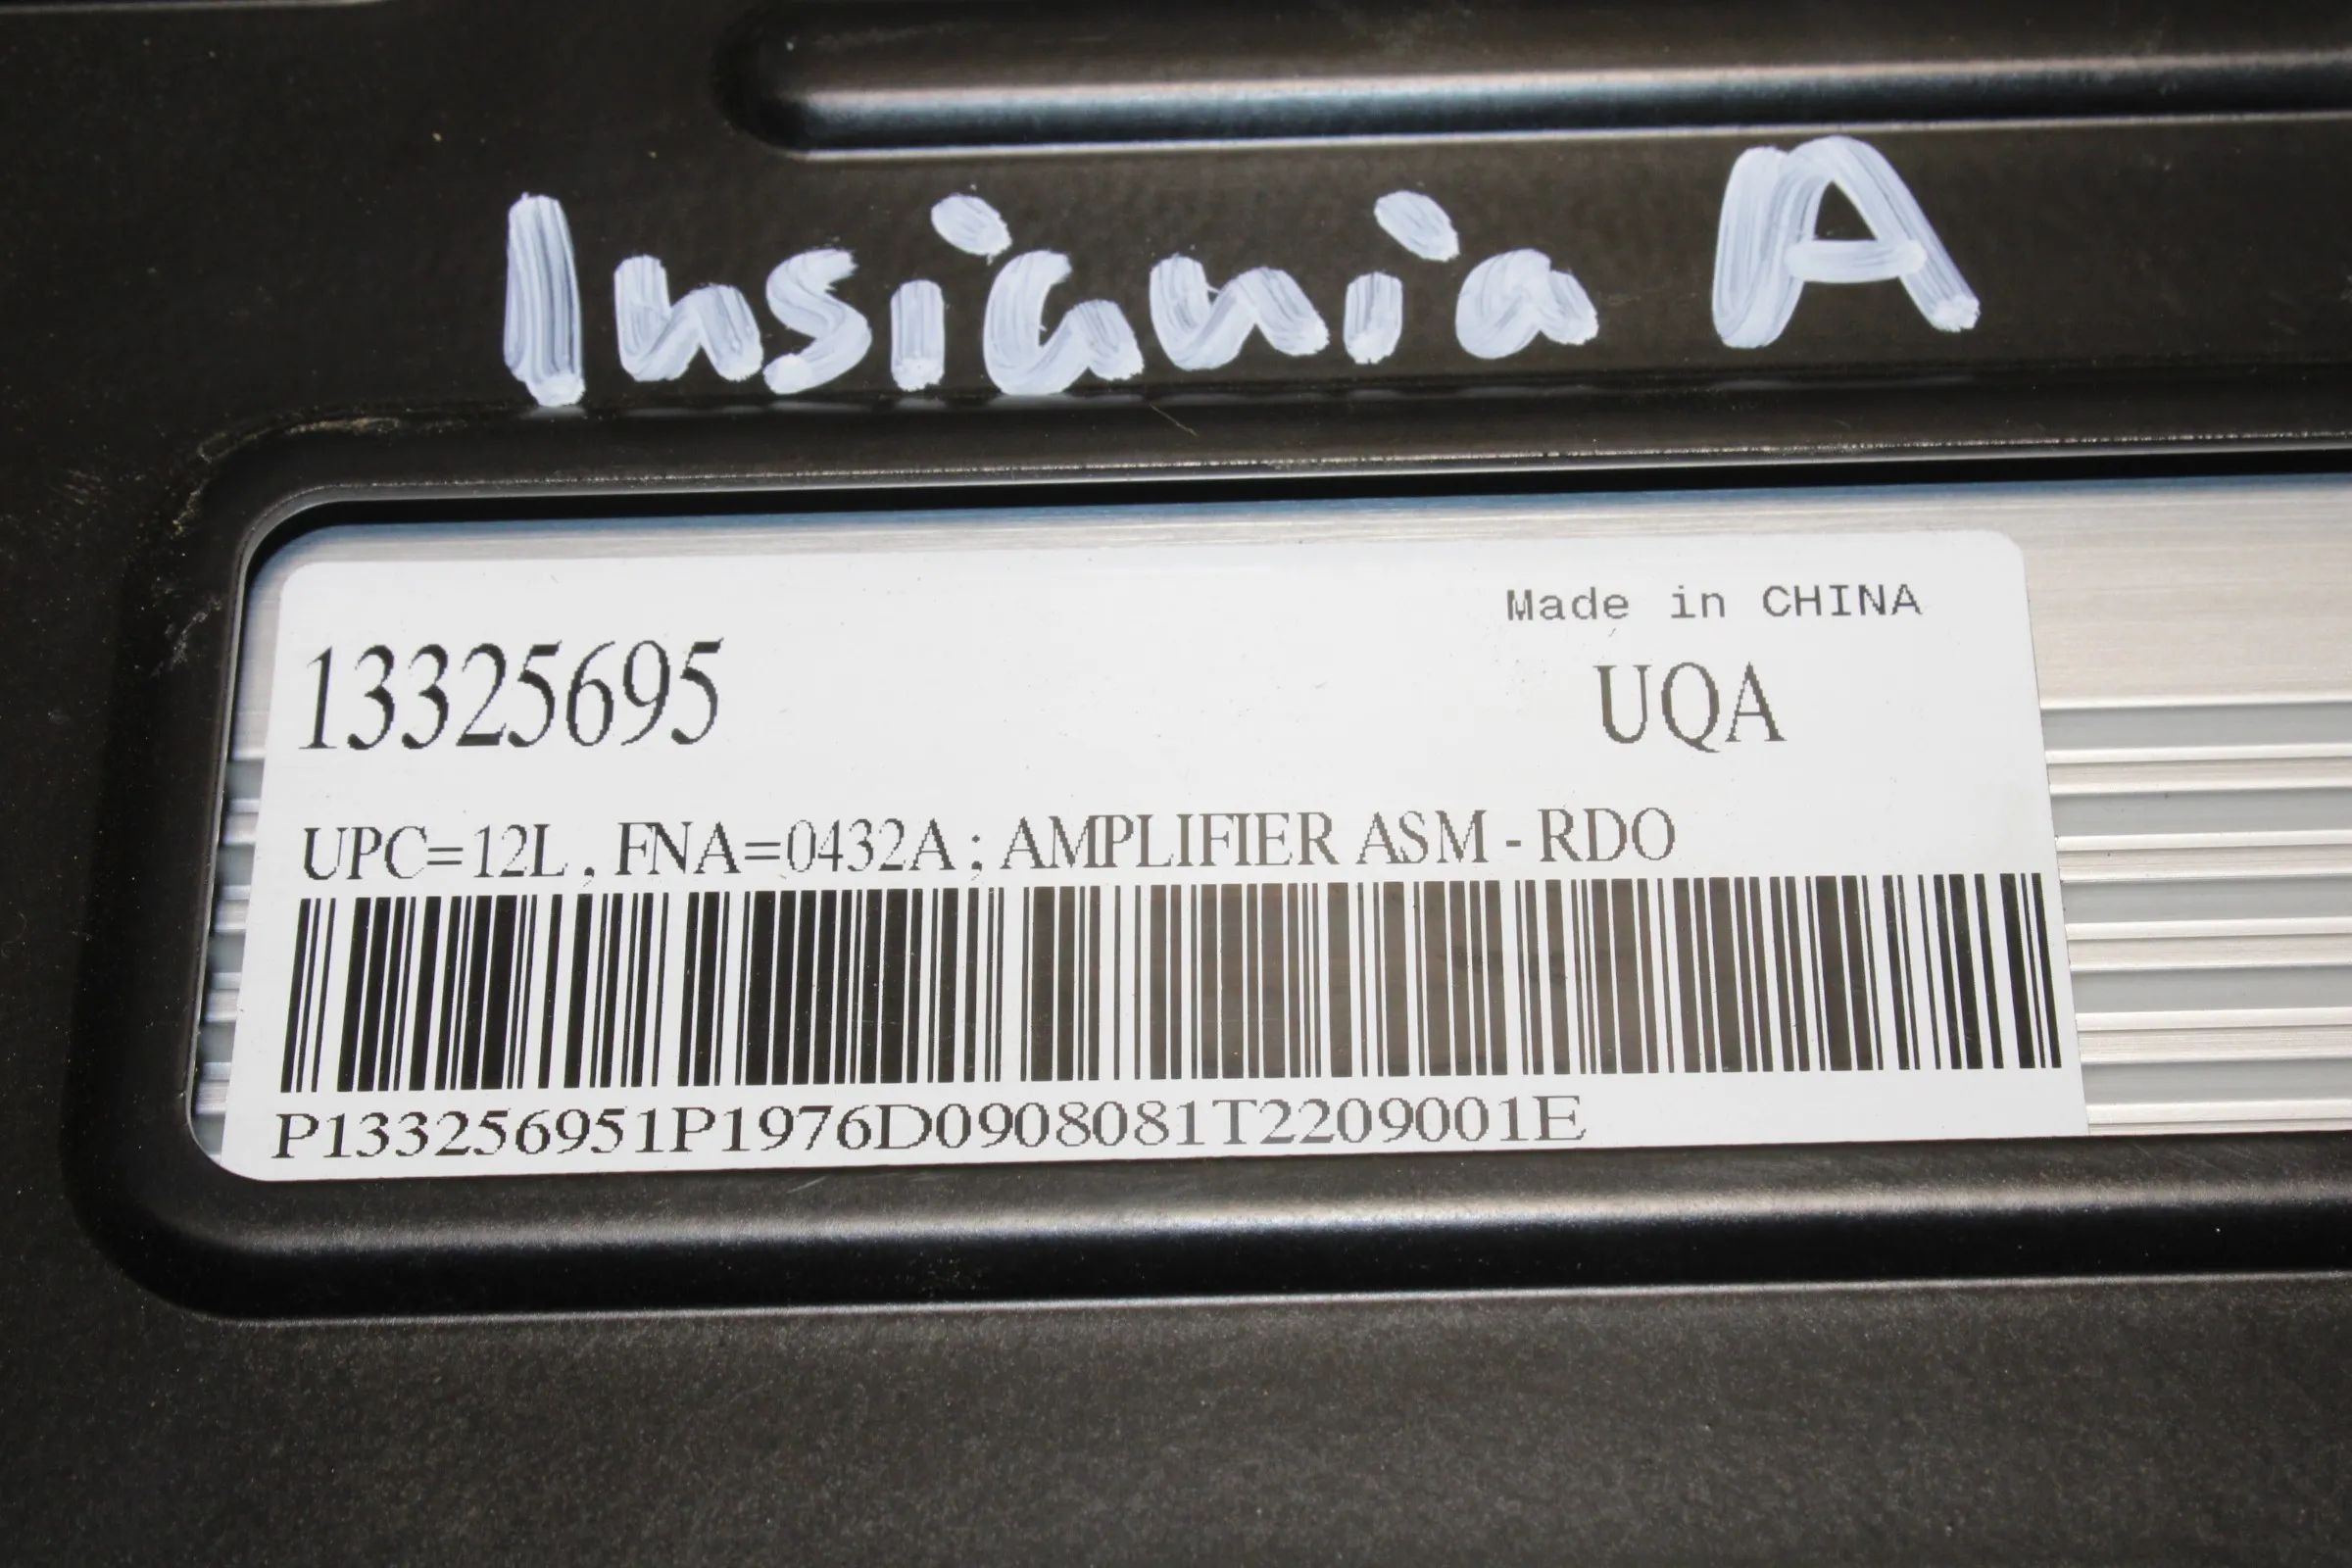 Insignia A
Made in CHINA
13325695
UQA
UPC=12L, FNA=0432A; AMPLIFIER ASM - RDO
P133256951P1976D0908081T2209001E